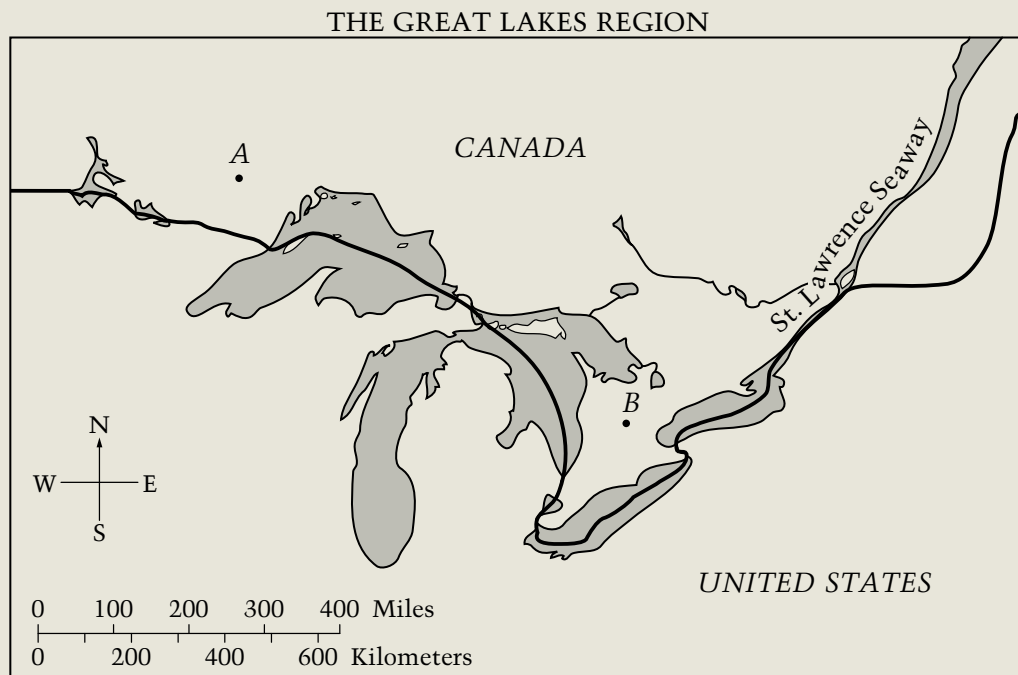 THE GREAT LAKES REGION
A
CANADA
St. Lawrence Seaway
B
N
W E
S
UNITED STATES
0 100 200 300 400 Miles
0 200 400 600 Kilometers